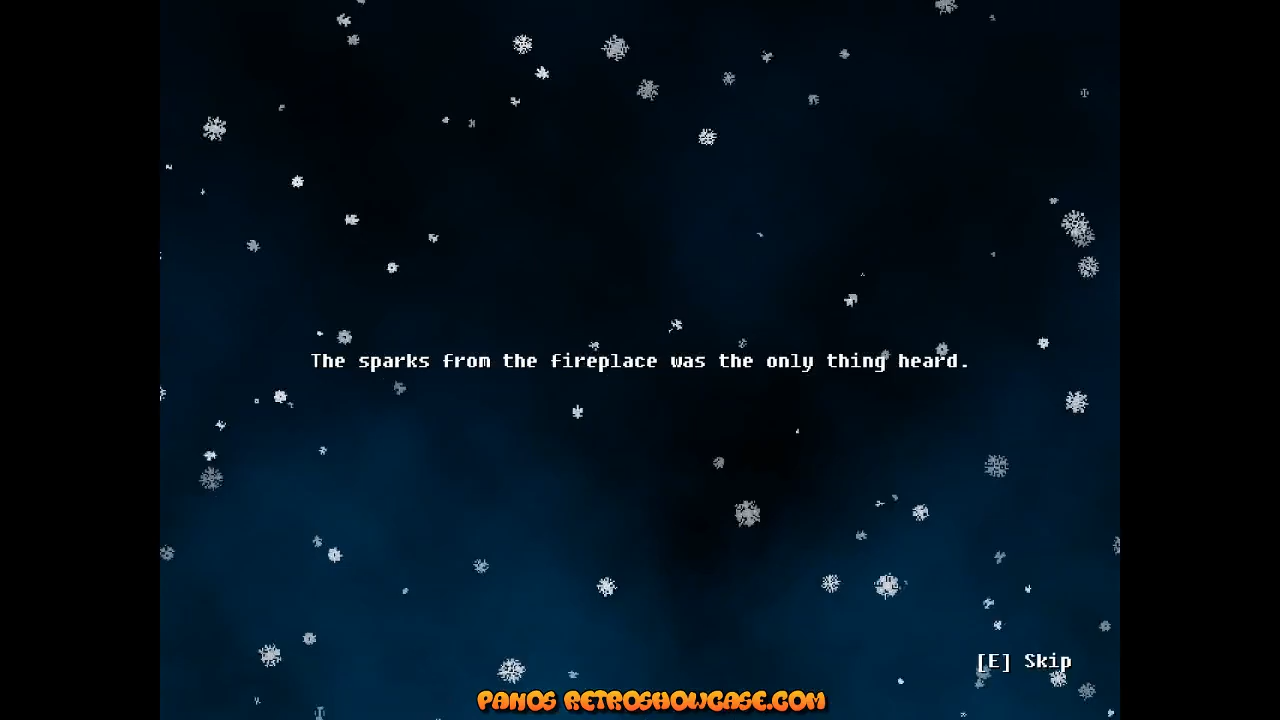 The sparks from the fireplace was the only thing heard.
[E] Skip
PANOS RETROSHOWCASE.COM